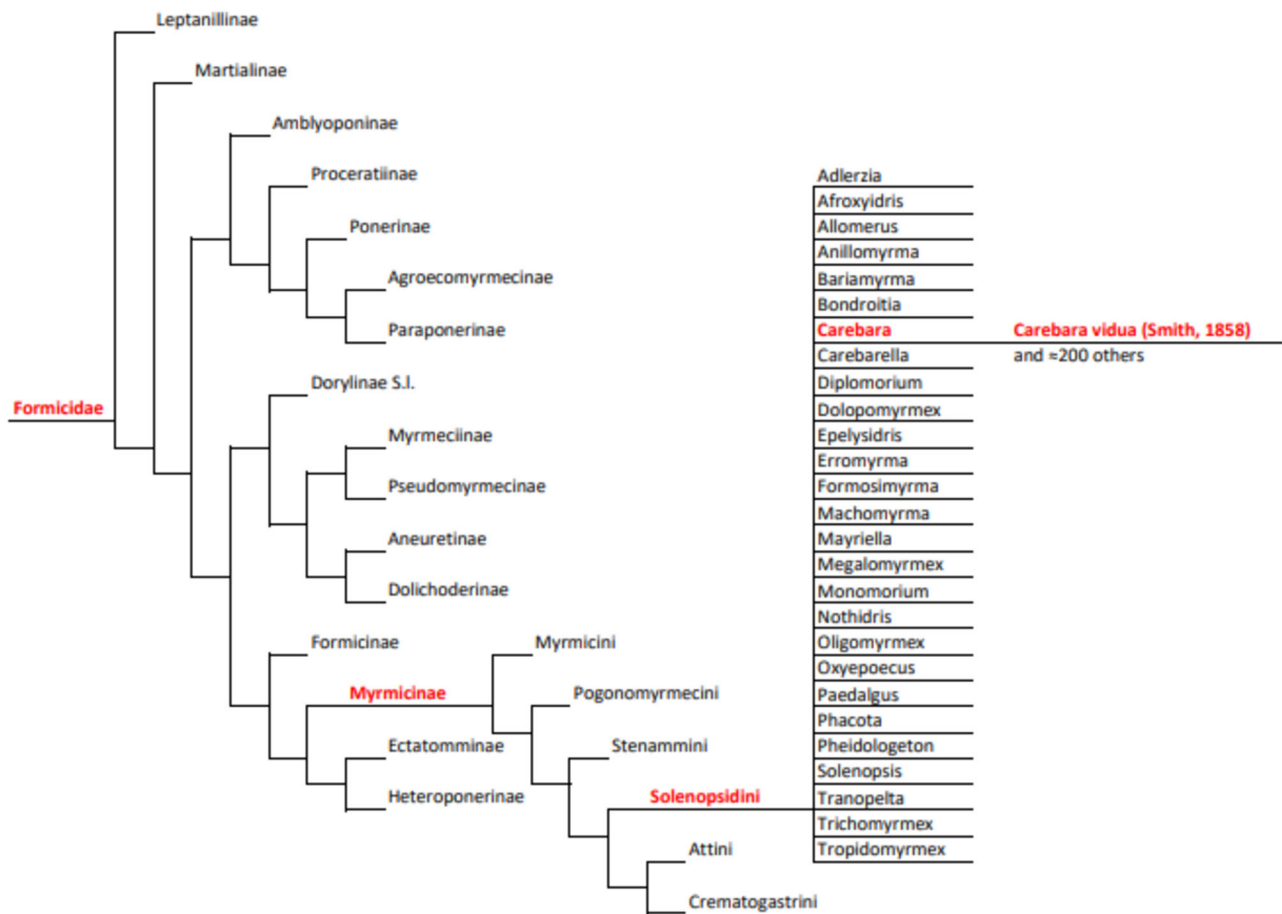 Leptanillinae
Martialinae
Amblyoponinae
Proceratiinae
Ponerinae
Agroecomyrmecinae
Paraponerinae
Dorylinae S.l.
Formicidae
Myrmeciinae
Pseudomyrmecinae
Aneuretinae
Dolichoderinae
Formicinae
Myrmicinae
Ectatomminae
Heteroponerinae
Myrmicini
Pogonomyrmecini
Stenammini
Solenopsidini
Attini
Crematogastrini
Adlerzia
Afroxyidris
Allomerus
Anillomyrma
Bariamyrma
Bondroitia
Carebara
Carebarella
Diplomorium
Dolopomyrmex
Epelysidris
Erromyrma
Formosimyrma
Machomyrma
Mayriella
Megalomyrmex
Monomorium
Nothidris
Oligomyrmex
Oxyepoecus
Paedalgus
Phacota
Pheidologeton
Solenopsis
Tranopelta
Trichomyrmex
Tropidomyrmex
Carebara vidua (Smith, 1858)
and ≈200 others